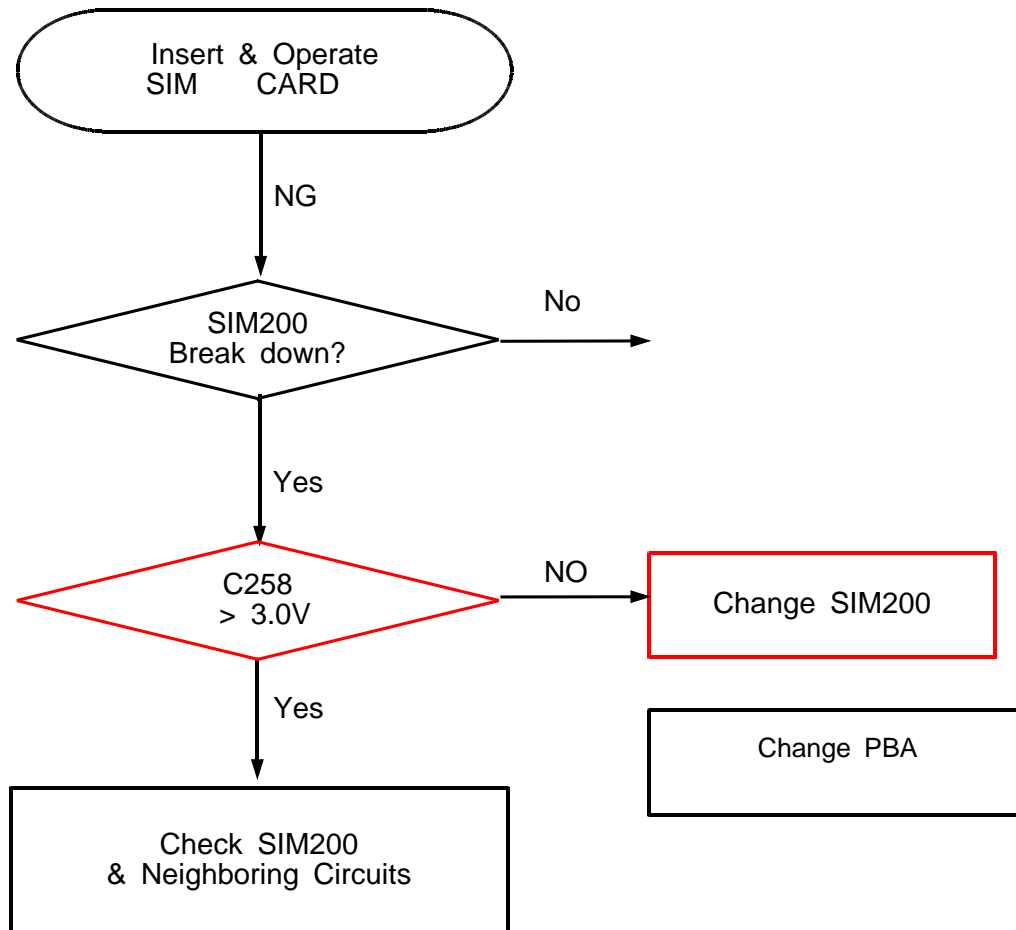 Insert & Operate
SIM CARD
NG
SIM200
Break down?
No
Yes
C258
> 3.0V
NO
Change SIM200
Yes
Change PBA
Check SIM200
& Neighboring Circuits